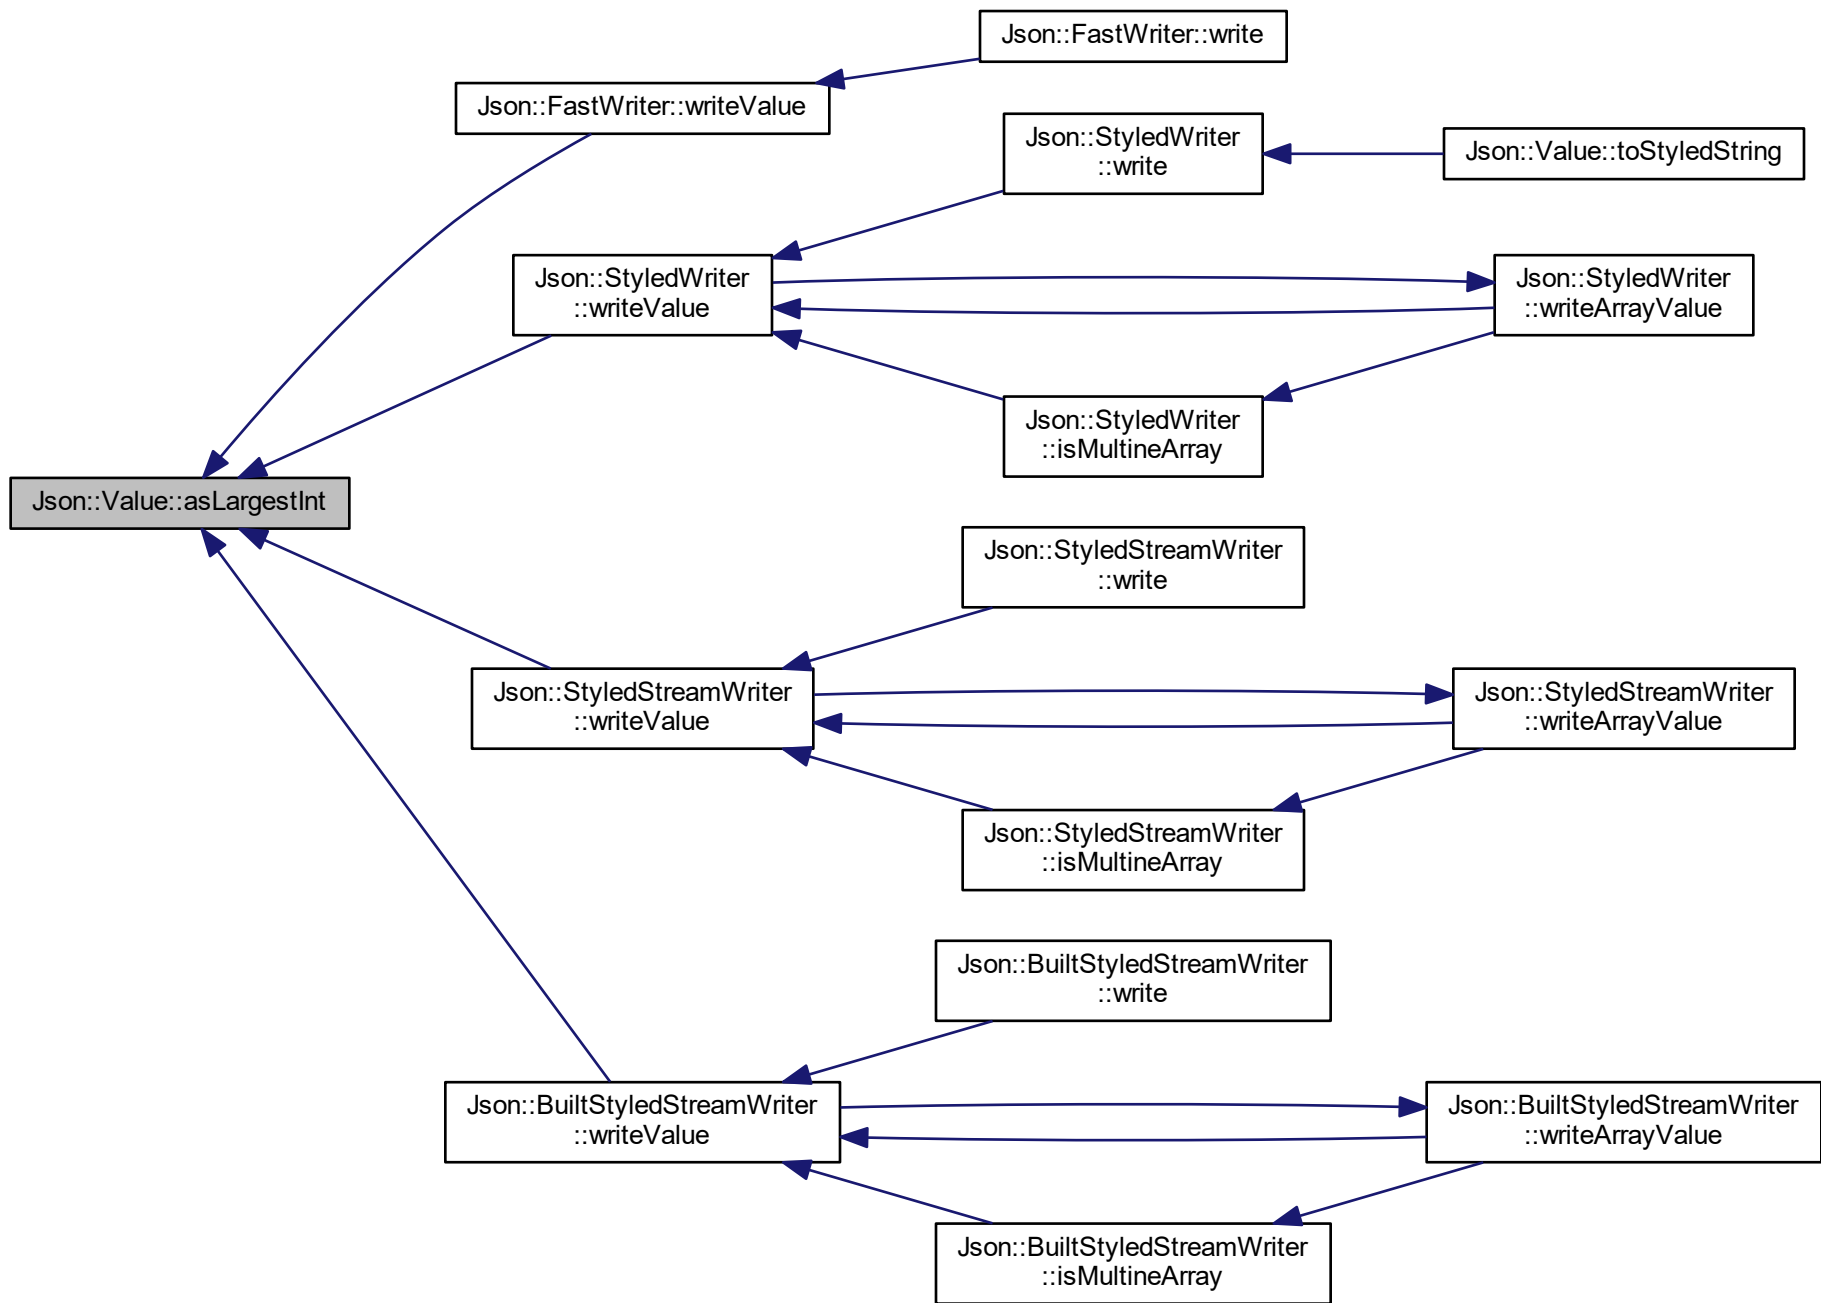 Json::FastWriter::write
Json::FastWriter::writeValue
Json::StyledWriter
::write
Json::Value::toStyledString
Json::StyledWriter
::writeValue
Json::StyledWriter
::writeArrayValue
Json::StyledWriter
::isMultineArray
Json::Value::asLargestInt
Json::StyledStreamWriter
::write
Json::StyledStreamWriter
::writeValue
Json::StyledStreamWriter
::writeArrayValue
Json::StyledStreamWriter
::isMultineArray
Json::BuiltStyledStreamWriter
::write
Json::BuiltStyledStreamWriter
::writeValue
Json::BuiltStyledStreamWriter
::writeArrayValue
Json::BuiltStyledStreamWriter
::isMultineArray